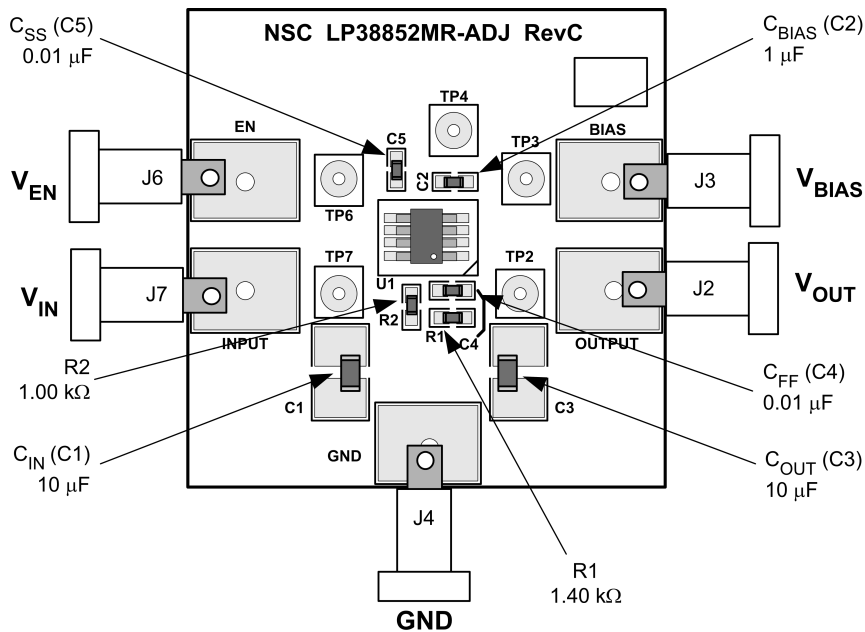 C_SS (C5)
0.01 μF
NSC LP38852MR-ADJ RevC
C_BIAS (C2)
1 μF
TP4
EN
C5
TP3
BIAS
C2
V_EN
J6
TP6
J3
V_BIAS
V_IN
J7
TP7
U1
TP2
J2
V_OUT
R2
R1
C4
INPUT
OUTPUT
R2
1.00 kΩ
C1
C3
C_FF (C4)
0.01 μF
C_IN (C1)
10 μF
GND
C_OUT (C3)
10 μF
J4
R1
1.40 kΩ
GND